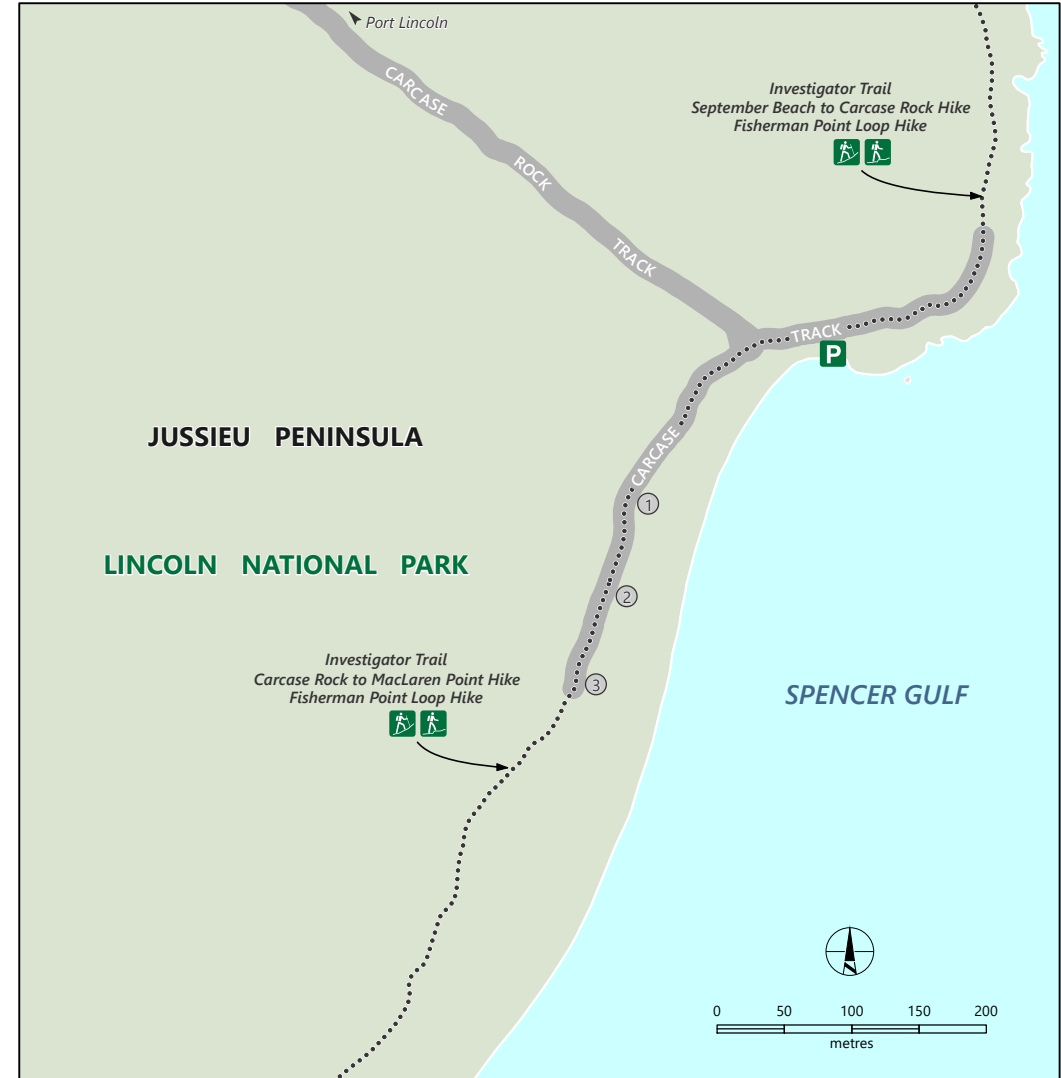 Port Lincoln
CARCASE
ROCK
TRACK
Investigator Trail
September Beach to Carcase Rock Hike
Fisherman Point Loop Hike
TRACK
P
CARCASE
JUSSIEU PENINSULA
1
LINCOLN NATIONAL PARK
2
Investigator Trail
Carcase Rock to MacLaren Point Hike
Fisherman Point Loop Hike
3
SPENCER GULF
0 50 100 150 200
metres